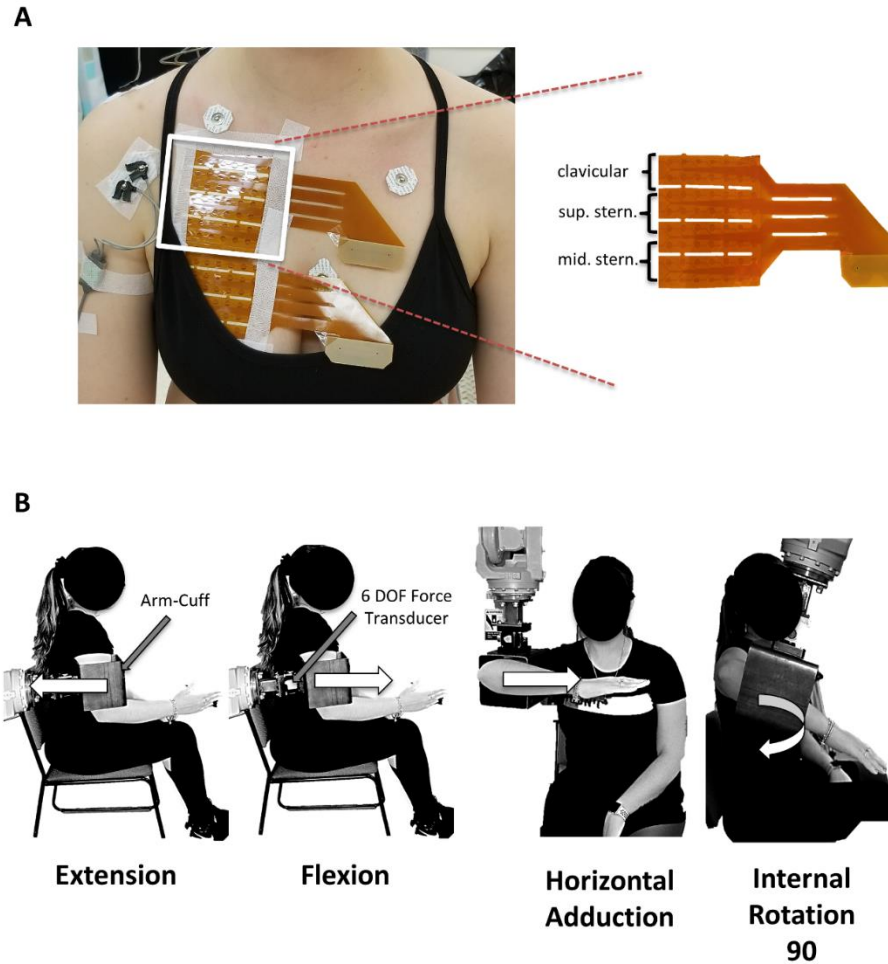 A
clavicular
sup. stern.
mid. stern.
B
Arm-Cuff
6 DOF Force
Transducer
Extension
Flexion
Horizontal
Adduction
Internal
Rotation
90